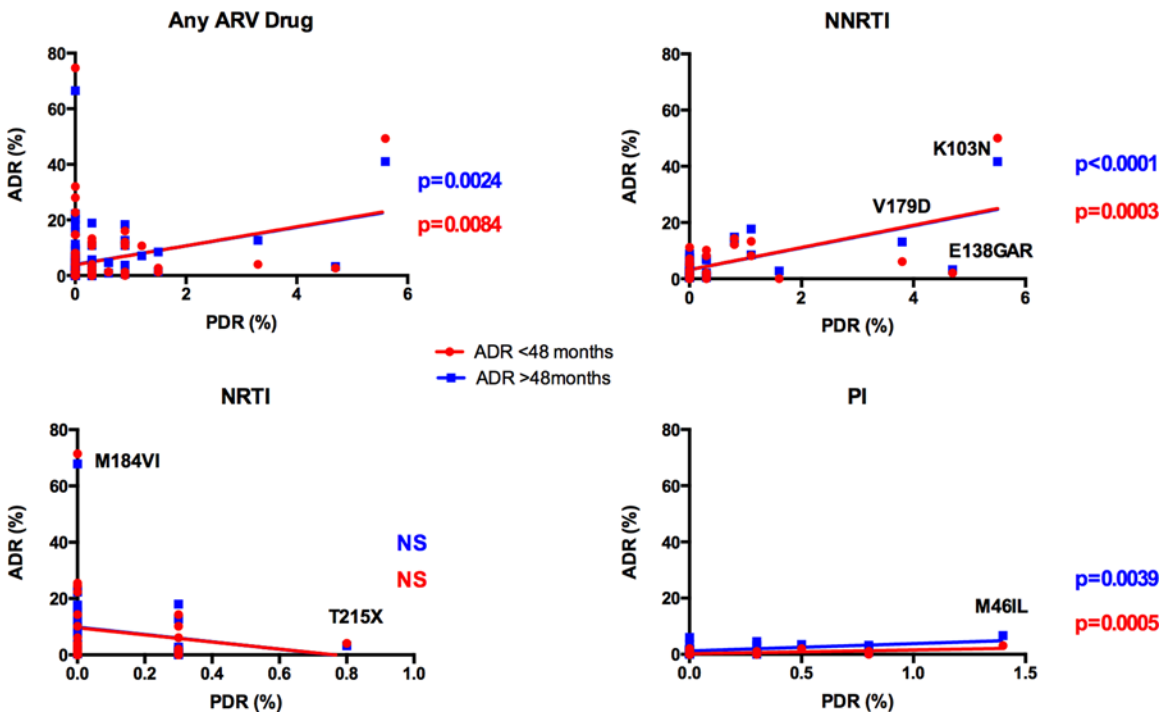 Any ARV Drug
80
60
40
20
0
ADR (%)
0 2 4 6
PDR (%)
p=0.0024
p=0.0084
NNRTI
80
60
40
20
0
ADR (%)
K103N
V179D
E138GAR
0 2 4 6
PDR (%)
p<0.0001
p=0.0003
ADR <48 months
ADR >48months
NRTI
80
60
40
20
0
ADR (%)
M184VI
NS
NS
T215X
0.0 0.2 0.4 0.6 0.8 1.0
PDR (%)
PI
80
60
40
20
0
ADR (%)
M46IL
0.0 0.5 1.0 1.5
PDR (%)
p=0.0039
p=0.0005